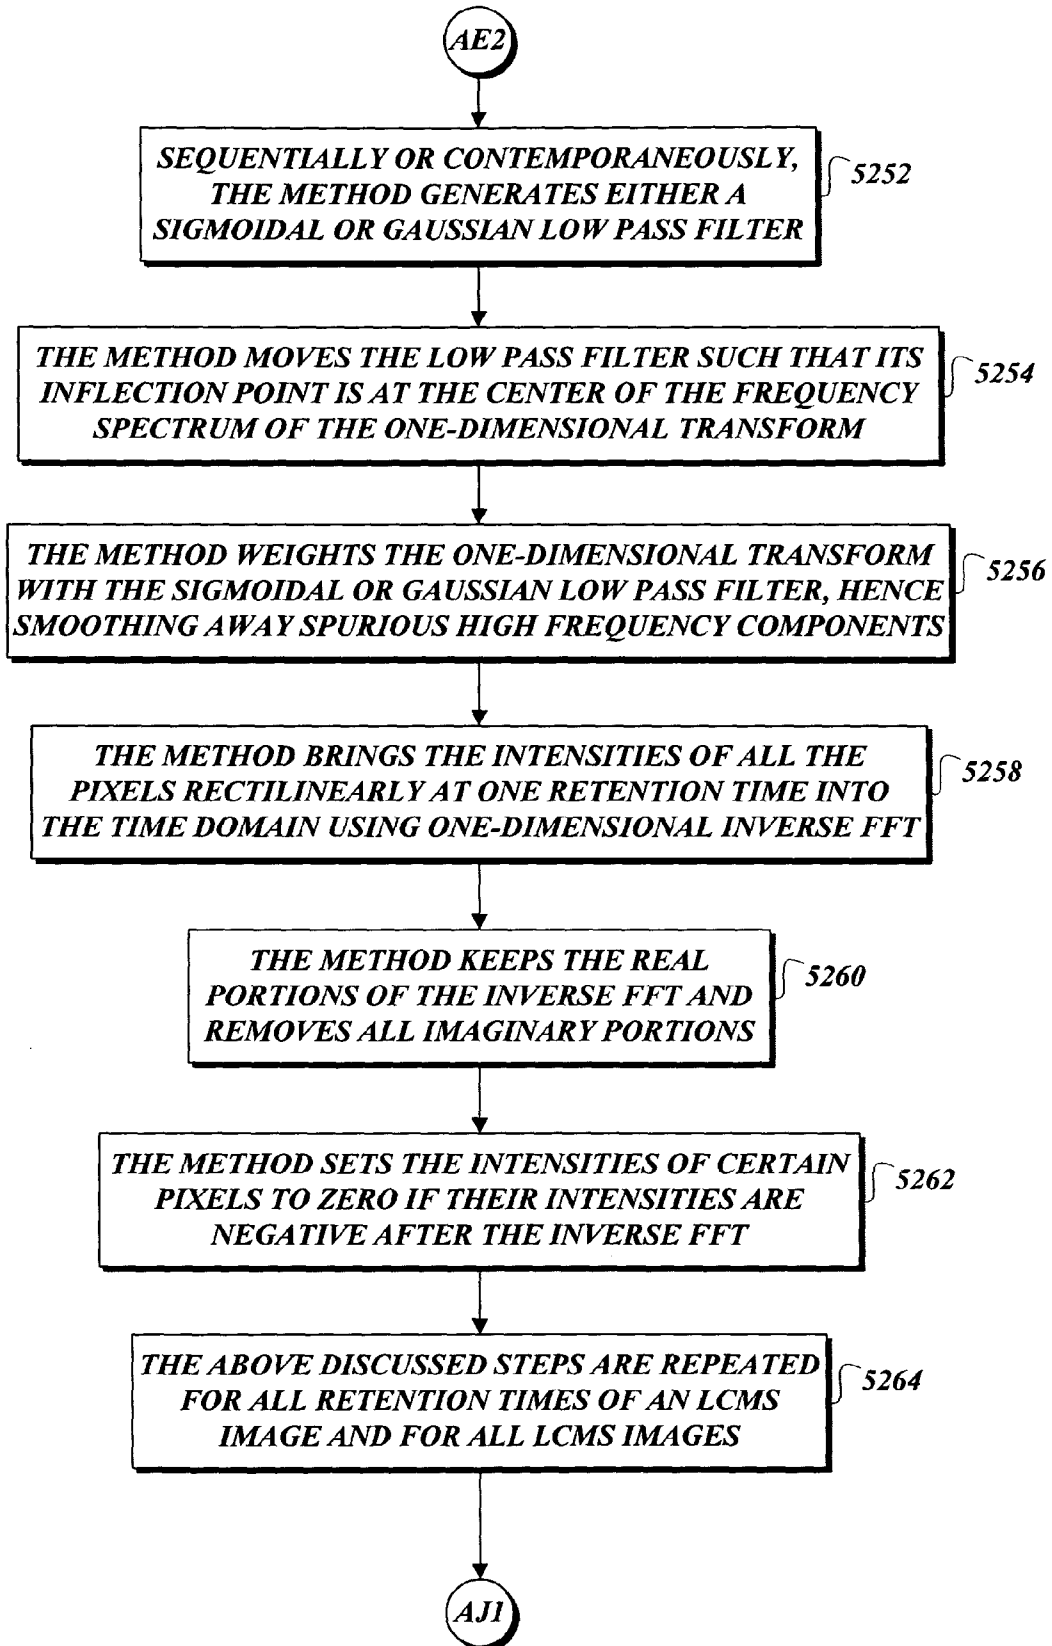 AE2
SEQUENTIALLY OR CONTEMPORANEOUSLY,
THE METHOD GENERATES EITHER A
SIGMOIDAL OR GAUSSIAN LOW PASS FILTER
5252
THE METHOD MOVES THE LOW PASS FILTER SUCH THAT ITS
INFLECTION POINT IS AT THE CENTER OF THE FREQUENCY
SPECTRUM OF THE ONE-DIMENSIONAL TRANSFORM
5254
THE METHOD WEIGHTS THE ONE-DIMENSIONAL TRANSFORM
WITH THE SIGMOIDAL OR GAUSSIAN LOW PASS FILTER, HENCE
SMOOTHING AWAY SPURIOUS HIGH FREQUENCY COMPONENTS
5256
THE METHOD BRINGS THE INTENSITIES OF ALL THE
PIXELS RECTILINEARLY AT ONE RETENTION TIME INTO
THE TIME DOMAIN USING ONE-DIMENSIONAL INVERSE FFT
5258
THE METHOD KEEPS THE REAL
PORTIONS OF THE INVERSE FFT AND
REMOVES ALL IMAGINARY PORTIONS
5260
THE METHOD SETS THE INTENSITIES OF CERTAIN
PIXELS TO ZERO IF THEIR INTENSITIES ARE
NEGATIVE AFTER THE INVERSE FFT
5262
THE ABOVE DISCUSSED STEPS ARE REPEATED
FOR ALL RETENTION TIMES OF AN LCMS
IMAGE AND FOR ALL LCMS IMAGES
5264
AJ1